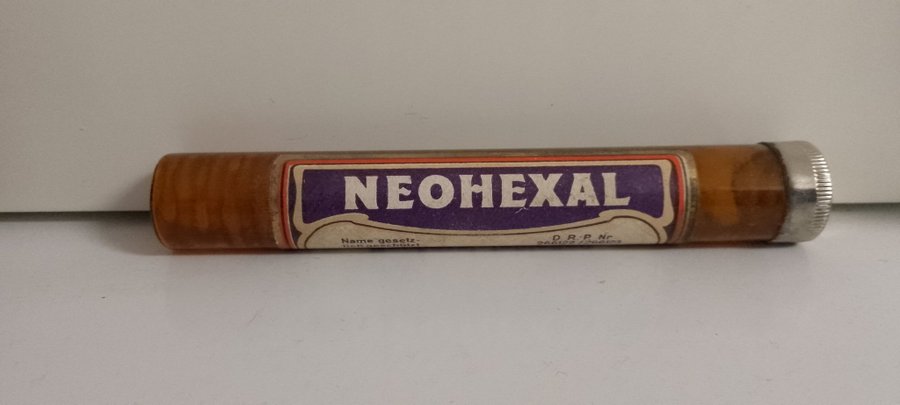 NEOHEXAL
Name gesetz-
lich geschützt
D. R. P. Nr.